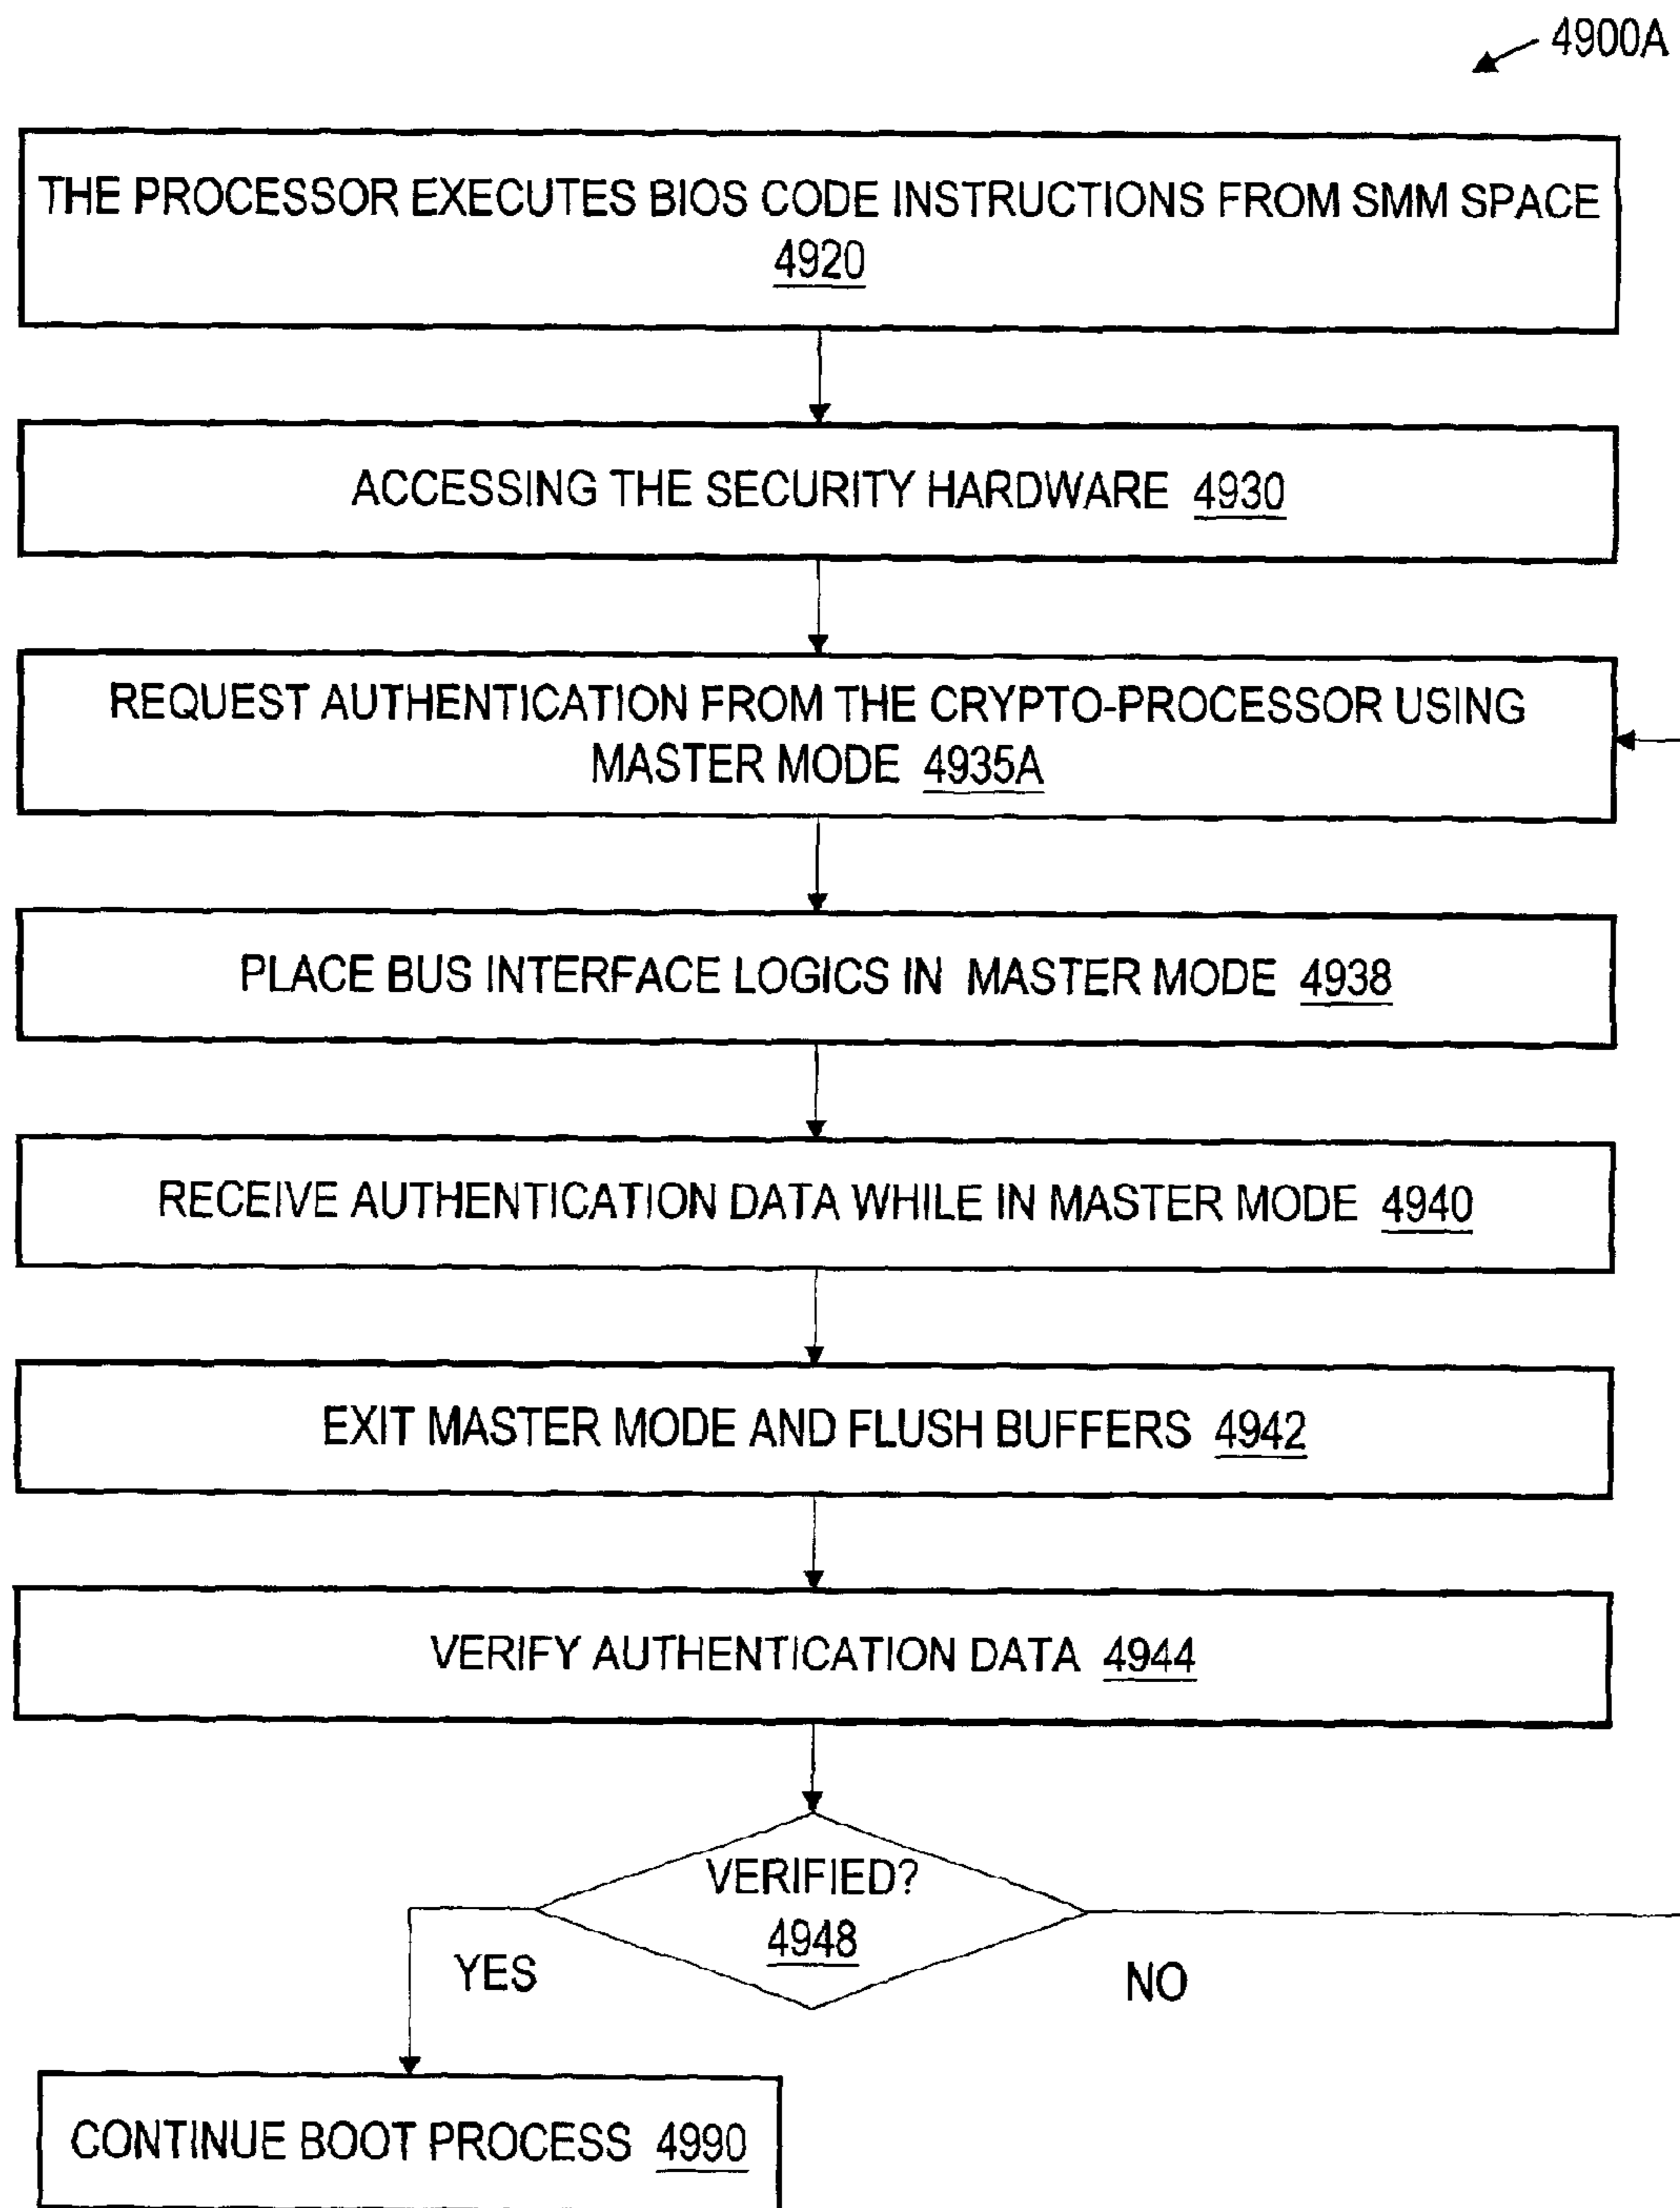 4900A
THE PROCESSOR EXECUTES BIOS CODE INSTRUCTIONS FROM SMM SPACE
4920
ACCESSING THE SECURITY HARDWARE 4930
REQUEST AUTHENTICATION FROM THE CRYPTO-PROCESSOR USING
MASTER MODE 4935A
PLACE BUS INTERFACE LOGICS IN MASTER MODE 4938
RECEIVE AUTHENTICATION DATA WHILE IN MASTER MODE 4940
EXIT MASTER MODE AND FLUSH BUFFERS 4942
VERIFY AUTHENTICATION DATA 4944
VERIFIED?
4948
YES
NO
CONTINUE BOOT PROCESS 4990